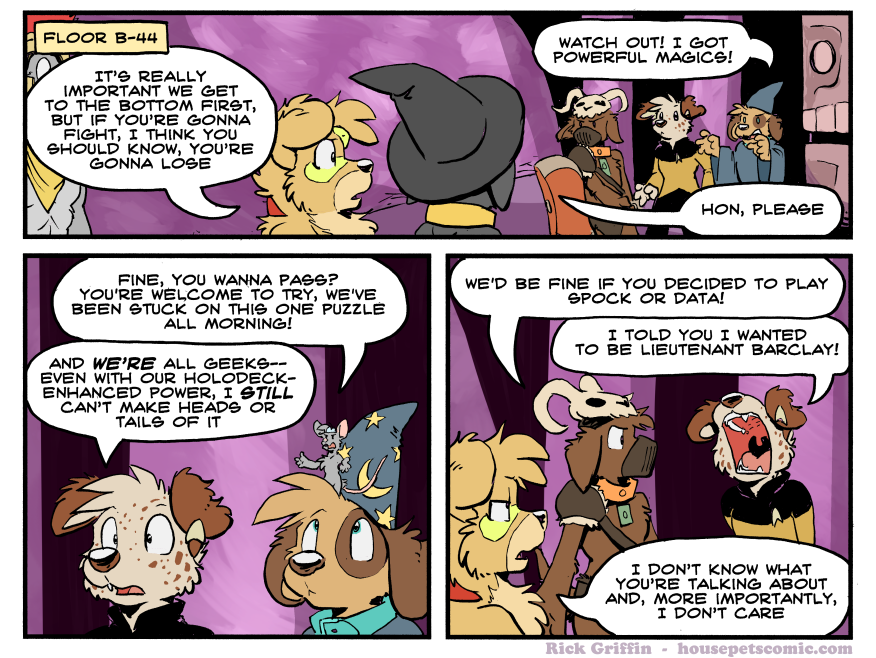 FLOOR B-44
IT'S REALLY
IMPORTANT WE GET
TO THE BOTTOM FIRST,
BUT IF YOU'RE GONNA
FIGHT, I THINK YOU
SHOULD KNOW, YOU'RE
GONNA LOSE
WATCH OUT! I GOT
POWERFUL MAGICS!
HON, PLEASE
FINE, YOU WANNA PASS?
YOU'RE WELCOME TO TRY, WE'VE
BEEN STUCK ON THIS ONE PUZZLE
ALL MORNING!
AND WE'RE ALL GEEKS--
EVEN WITH OUR HOLODECK-
ENHANCED POWER, I STILL
CAN'T MAKE HEADS OR
TAILS OF IT
WE'D BE FINE IF YOU DECIDED TO PLAY
SPOCK OR DATA!
I TOLD YOU I WANTED
TO BE LIEUTENANT BARCLAY!
I DON'T KNOW WHAT
YOU'RE TALKING ABOUT
AND, MORE IMPORTANTLY,
I DON'T CARE
Rick Griffin - housepetscomic.com